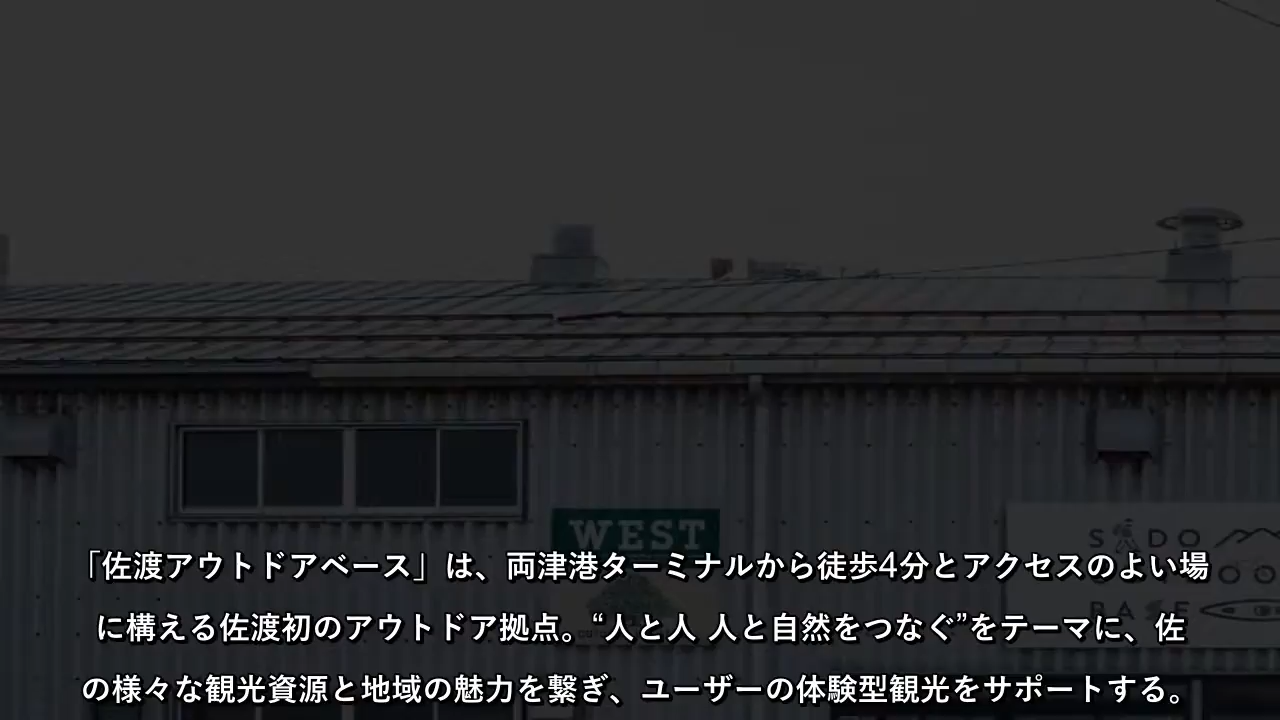 WEST
SADO
BASE
「佐渡アウトドアベース」は、両津港ターミナルから徒歩4分とアクセスのよい場
に構える佐渡初のアウトドア拠点。“人と人 人と自然をつなぐ”をテーマに、佐
の様々な観光資源と地域の魅力を繋ぎ、ユーザーの体験型観光をサポートする。